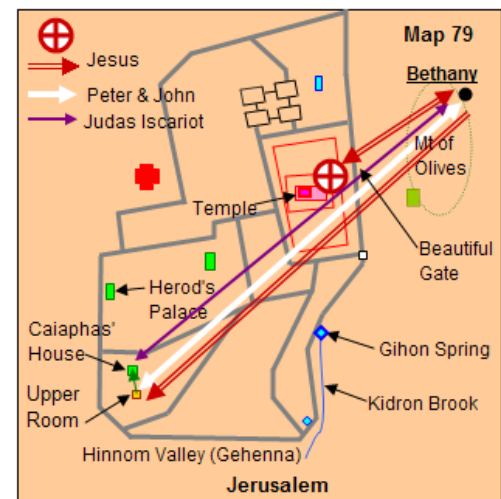 Map 79
Jesus
Bethany
Peter & John
Judas Iscariot
Mt of
Olives
Temple
Beautiful
Gate
Herod's
Palace
Caiaphas'
House
Gihon Spring
Upper
Room
Kidron Brook
Hinnom Valley (Gehenna)
Jerusalem